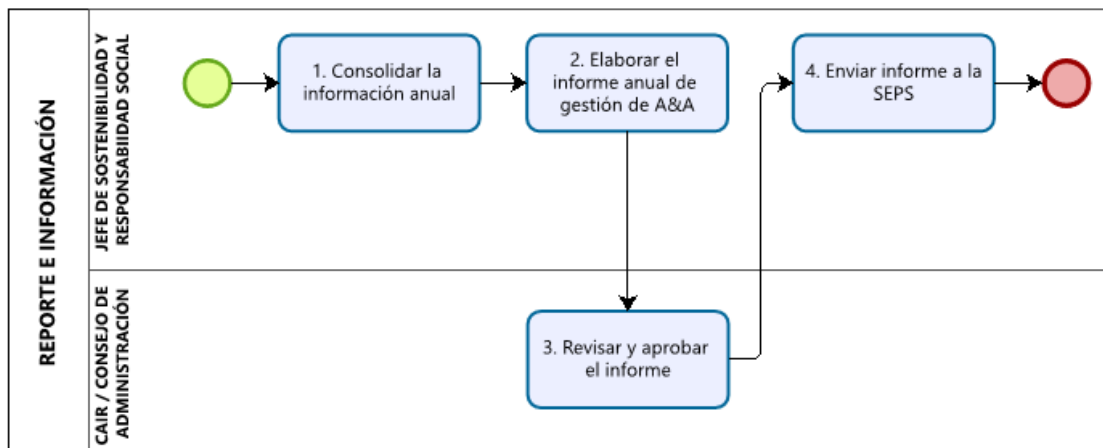 REPORTE E INFORMACIÓN
JEFE DE SOSTENIBILIDAD Y
RESPONSABIIDAD SOCIAL
1. Consolidar la
información anual
2. Elaborar el
informe anual de
gestión de A&A
4. Enviar informe a la
SEPS
CAIR / CONSEJO DE
ADMINISTRACIÓN
3. Revisar y aprobar
el informe